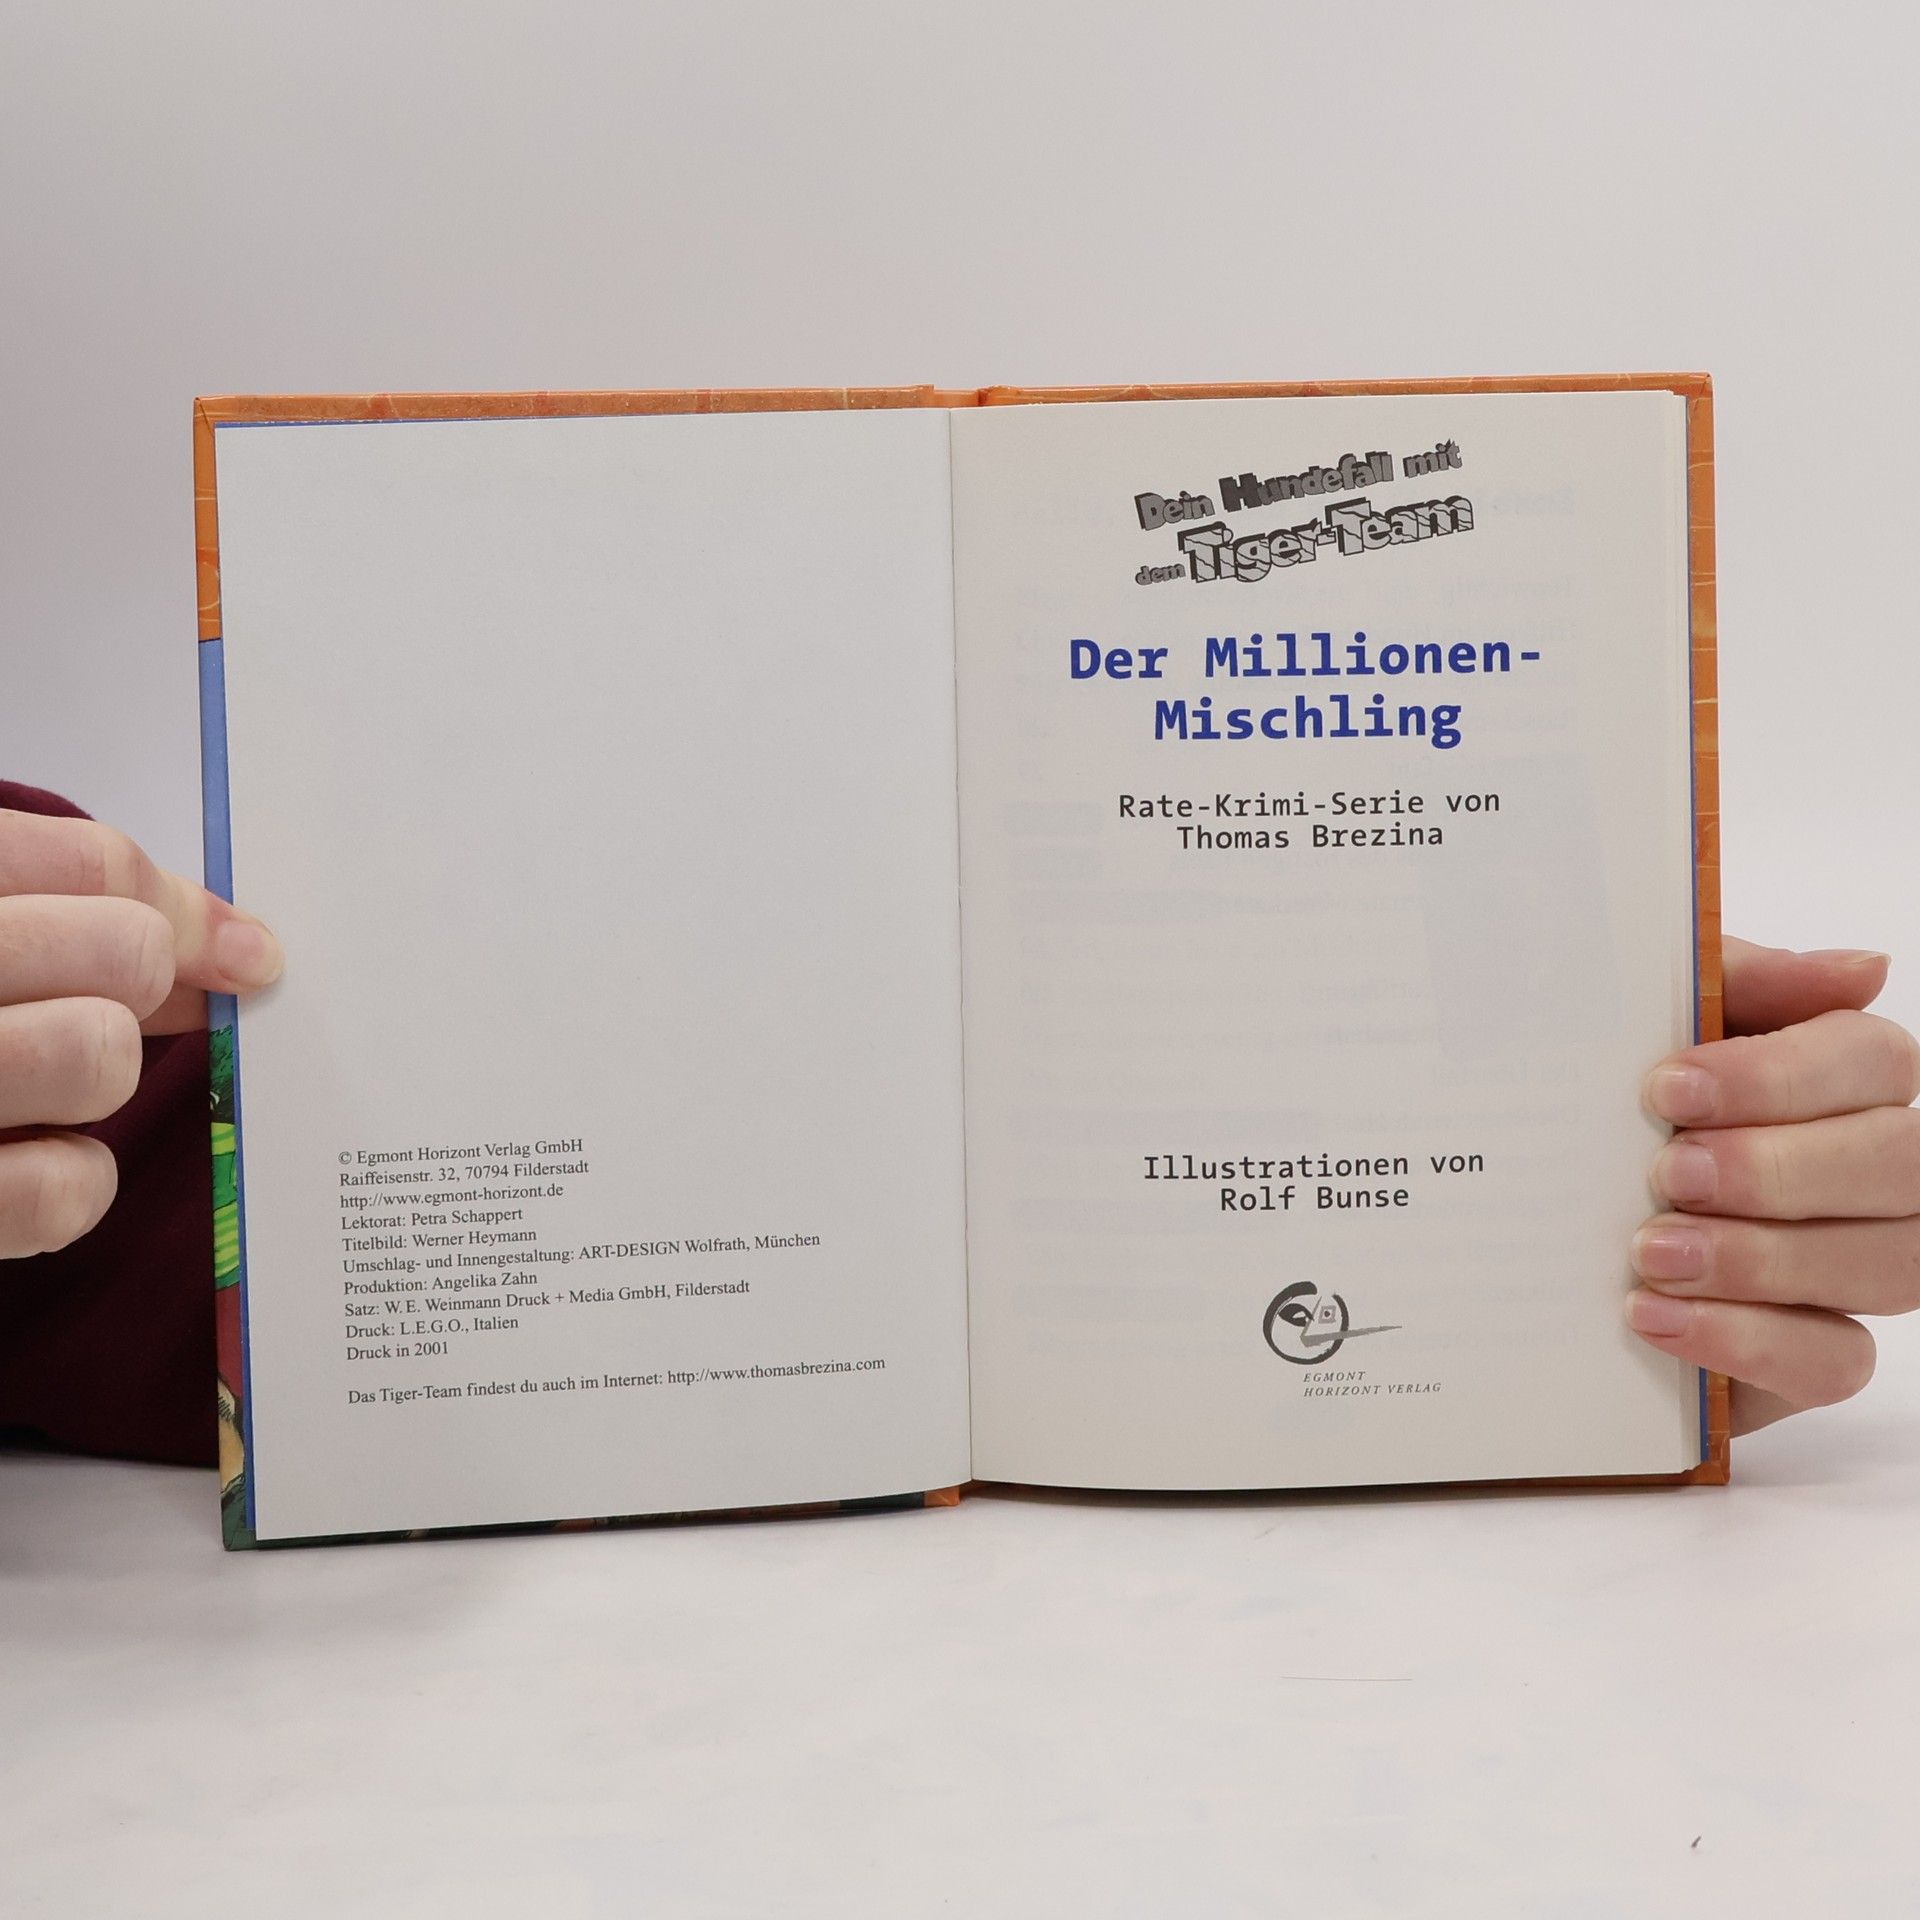 © Egmont Horizont Verlag GmbH
Raiffeisenstr. 32, 70794 Filderstadt
http://www.egmont-horizont.de
Lektorat: Petra Schappert
Titelbild: Werner Heymann
Umschlag- und Innengestaltung: ART-DESIGN Wolfrath, München
Produktion: Angelika Zahn
Satz: W. E. Weinmann Druck + Media GmbH, Filderstadt
Druck: L.E.G.O., Italien
Druck in 2001
Das Tiger-Team findest du auch im Internet: http://www.thomasbrezina.com
Dein Hundefall mit
dem Tiger-Team
Der Millionen-
Mischling
Rate-Krimi-Serie von
Thomas Brezina
Illustrationen von
Rolf Bunse
EGMONT
HORIZONT VERLAG